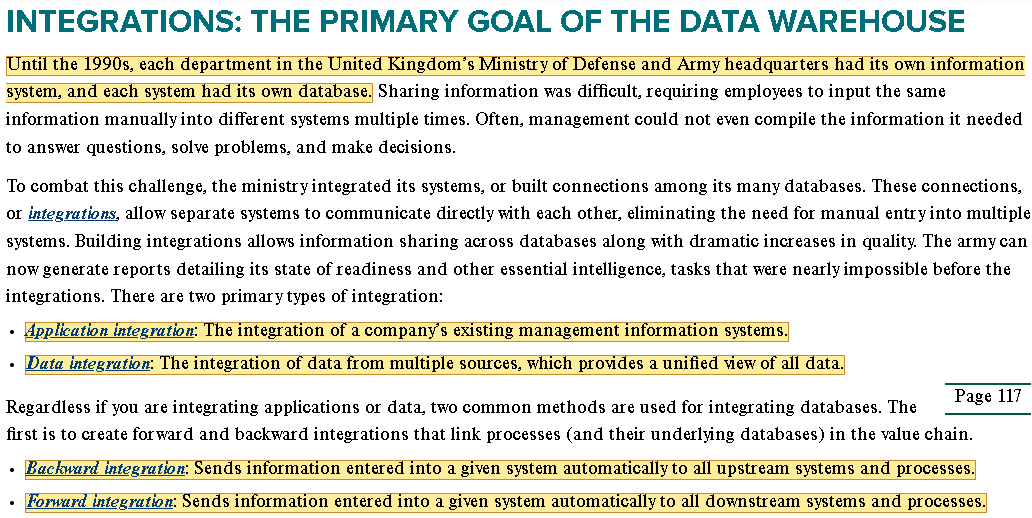 INTEGRATIONS: THE PRIMARY GOAL OF THE DATA WAREHOUSE
Until the 1990s, each department in the United Kingdom's Ministry of Defense and Army headquarters had its own information
system, and each system had its own database. Sharing information was difficult, requiring employees to input the same
information manually into different systems multiple times. Often, management could not even compile the information it needed
to answer questions, solve problems, and make decisions.
To combat this challenge, the ministry integrated its systems, or built connections among its many databases. These connections,
or integrations, allow separate systems to communicate directly with each other, eliminating the need for manual entry into multiple
systems. Building integrations allows information sharing across databases along with dramatic increases in quality. The army can
now generate reports detailing its state of readiness and other essential intelligence, tasks that were nearly impossible before the
integrations. There are two primary types of integration:
• Application integration: The integration of a company's existing management information systems.
• Data integration: The integration of data from multiple sources, which provides a unified view of all data.
Page 117
Regardless if you are integrating applications or data, two common methods are used for integrating databases. The
first is to create forward and backward integrations that link processes (and their underlying databases) in the value chain.
• Backward integration: Sends information entered into a given system automatically to all upstream systems and processes.
• Forward integration: Sends information entered into a given system automatically to all downstream systems and processes.